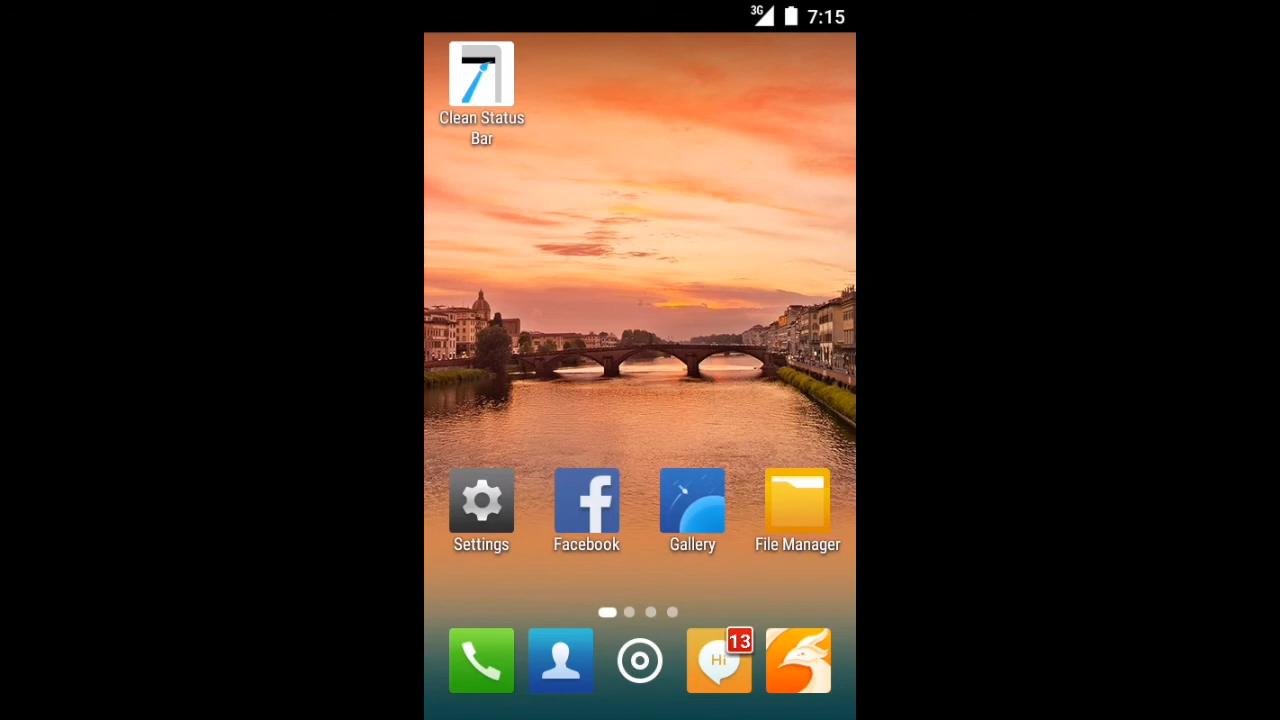 3G 7:15
Clean Status
Bar
Settings Facebook Gallery File Manager
Hi 13